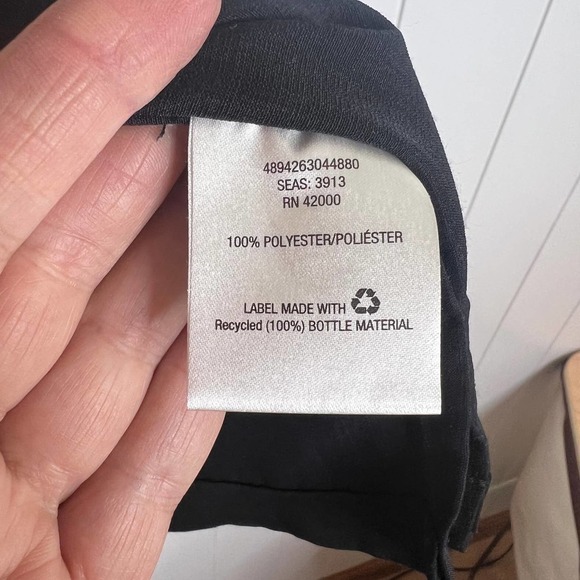 4894263044880
SEAS: 3913
RN 42000
100% POLYESTER/POLIÉSTER
LABEL MADE WITH
Recycled (100%) BOTTLE MATERIAL